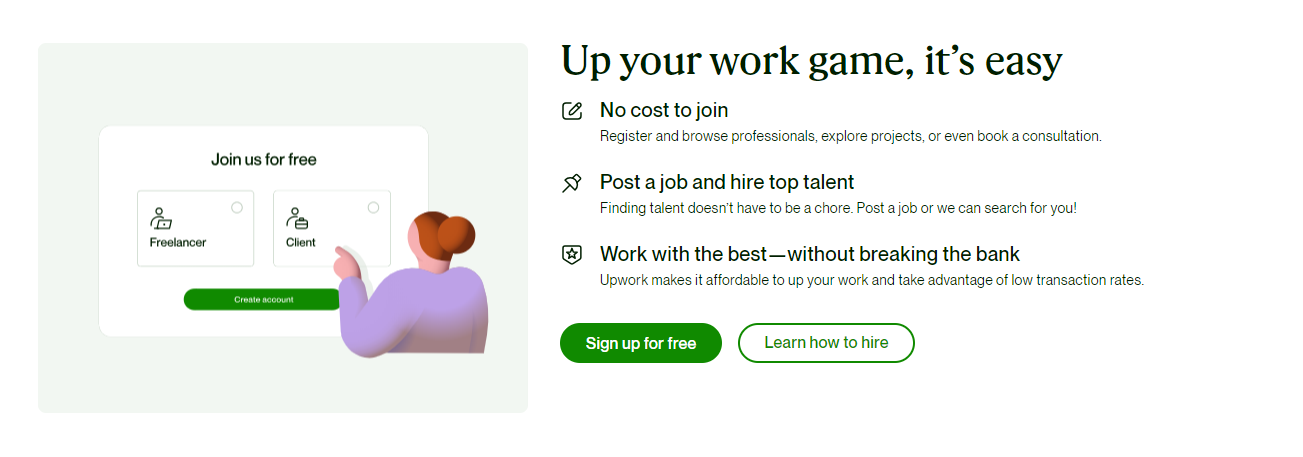 Up your work game, it’s easy
No cost to join
Register and browse professionals, explore projects, or even book a consultation.
Post a job and hire top talent
Finding talent doesn’t have to be a chore. Post a job or we can search for you!
Work with the best—without breaking the bank
Upwork makes it affordable to up your work and take advantage of low transaction rates.
Sign up for free
Learn how to hire
Join us for free
Freelancer
Client
Create account